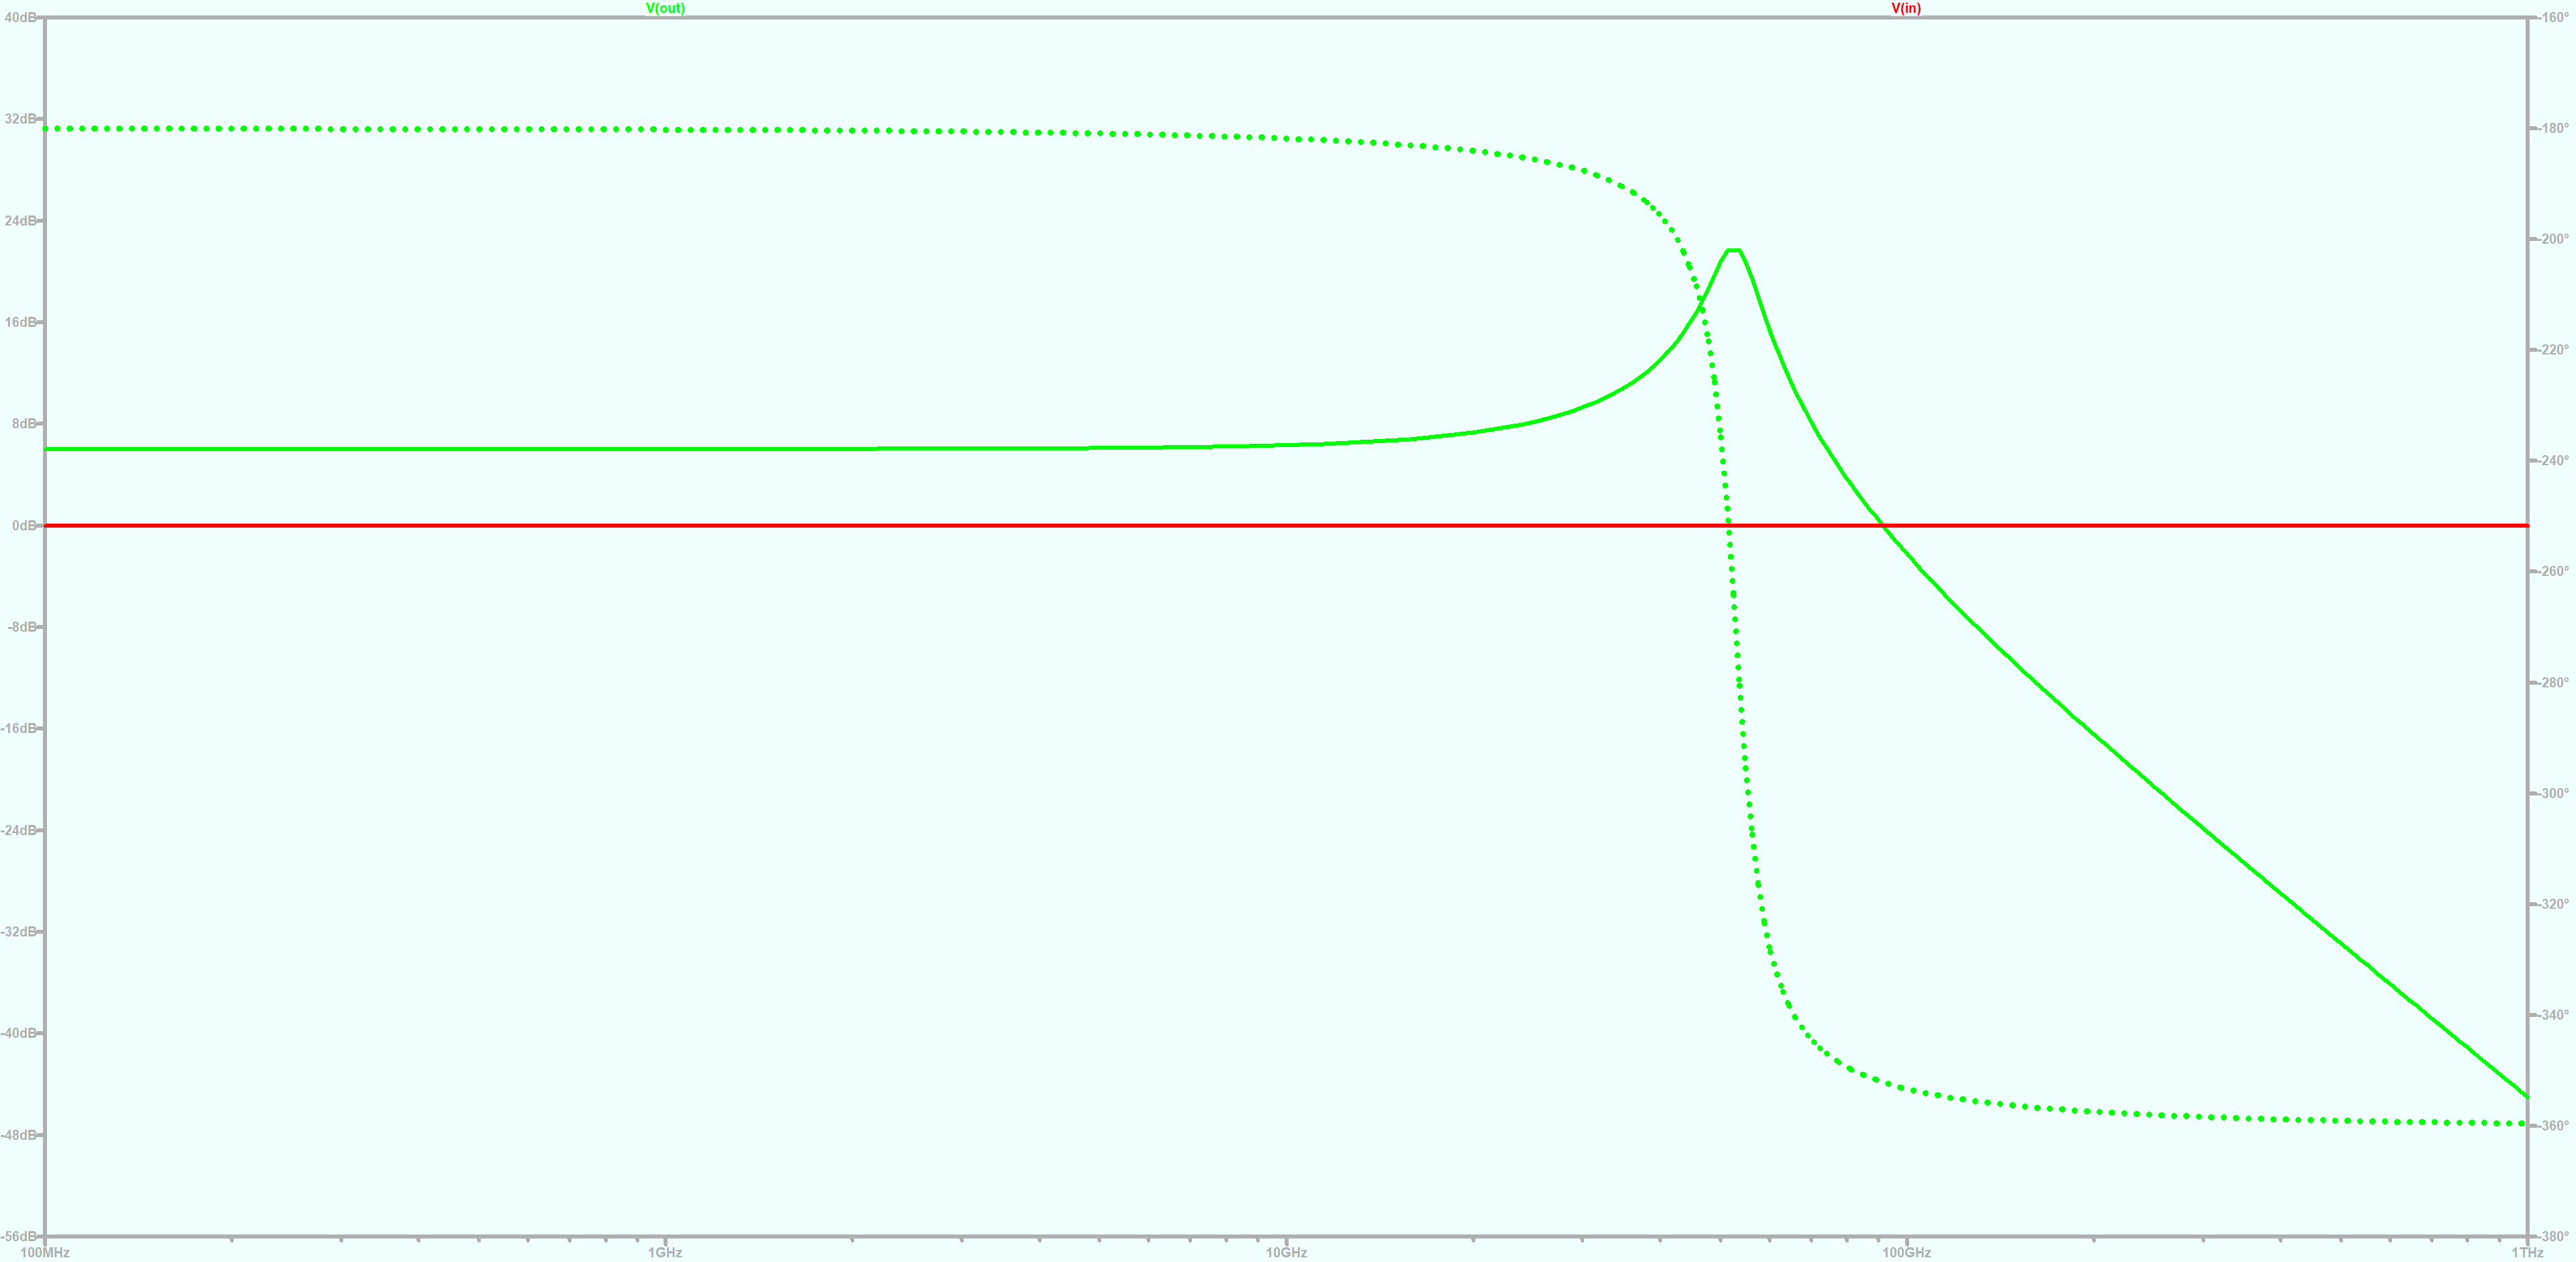 V(out) V(in)
40dB -160°
32dB
-180°
24dB
-200°
16dB
-220°
8dB
-240°
0dB
-260°
-8dB
-280°
-16dB
-300°
-24dB
-320°
-32dB
-340°
-40dB
-360°
-48dB
-56dB -380°
100MHz 1GHz 10GHz 100GHz 1THz